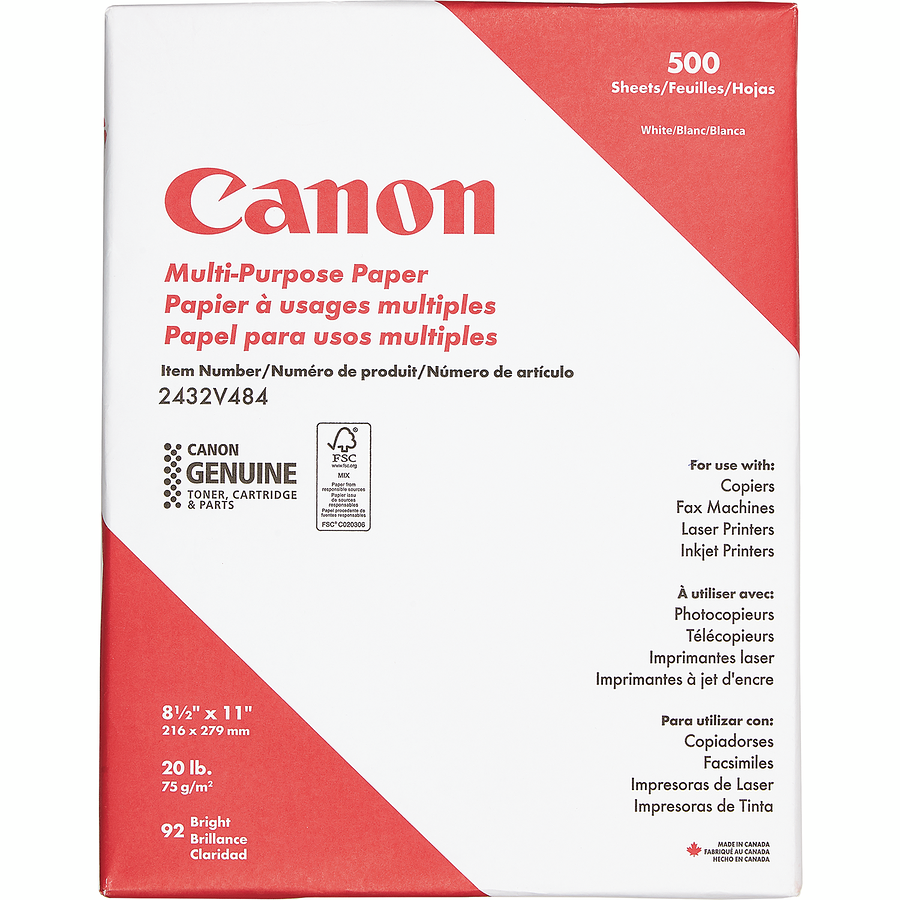 500
Sheets/Feuilles/Hojas
White/Blanc/Blanca
Canon
Multi-Purpose Paper
Papier à usages multiples
Papel para usos multiples
Item Number/Numéro de produit/Número de artículo
2432V484
CANON
GENUINE
TONER, CARTRIDGE
& PARTS
FSC®
www.fsc.org
MIX
Paper from
responsible sources
Papier issu
de sources
responsables
Papel procedente de
fuentes responsables
FSC® C020306
For use with:
Copiers
Fax Machines
Laser Printers
Inkjet Printers
À utiliser avec:
Photocopieurs
Télécopieurs
Imprimantes laser
Imprimantes à jet d'encre
Para utilizar con:
Copiadorses
Facsimiles
Impresoras de Laser
Impresoras de Tinta
8½" x 11"
216 x 279 mm
20 lb.
75 g/m²
92 Bright
Brillance
Claridad
MADE IN CANADA
FABRIQUÉ AU CANADA
HECHO EN CANADA